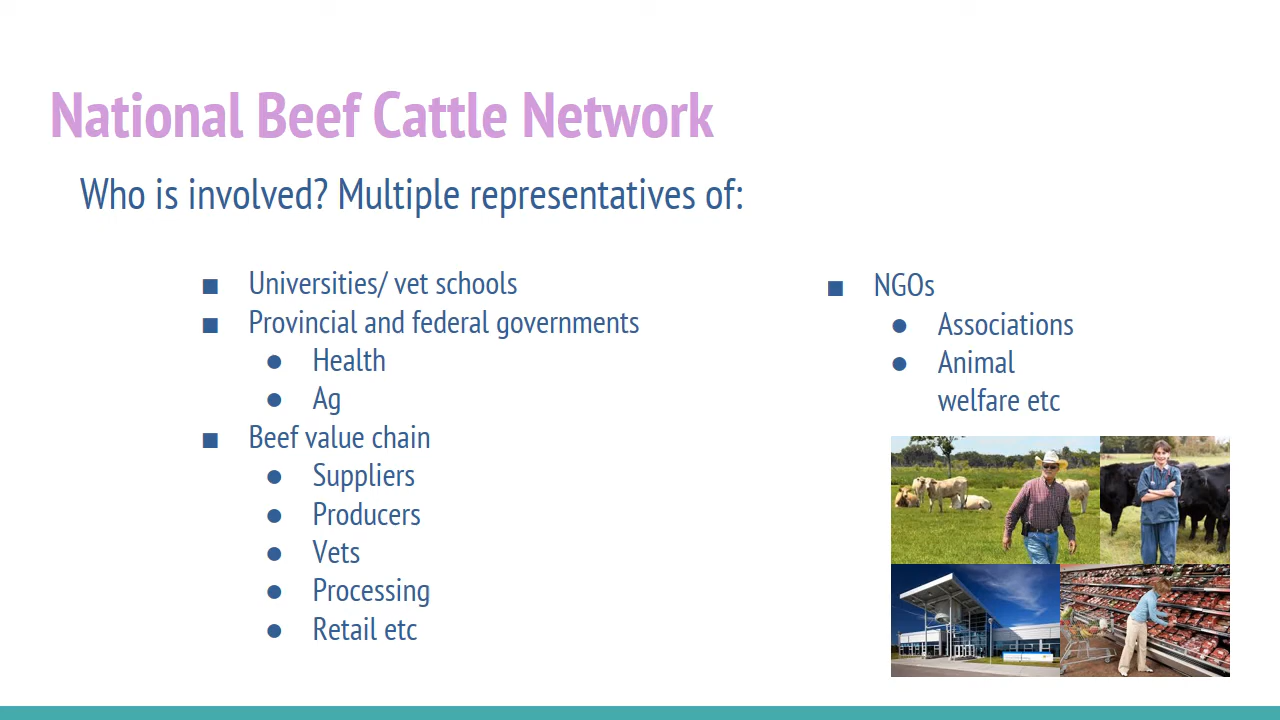 National Beef Cattle Network
Who is involved? Multiple representatives of:
■ Universities/ vet schools
■ Provincial and federal governments
● Health
● Ag
■ Beef value chain
● Suppliers
● Producers
● Vets
● Processing
● Retail etc
■ NGOs
● Associations
● Animal
welfare etc